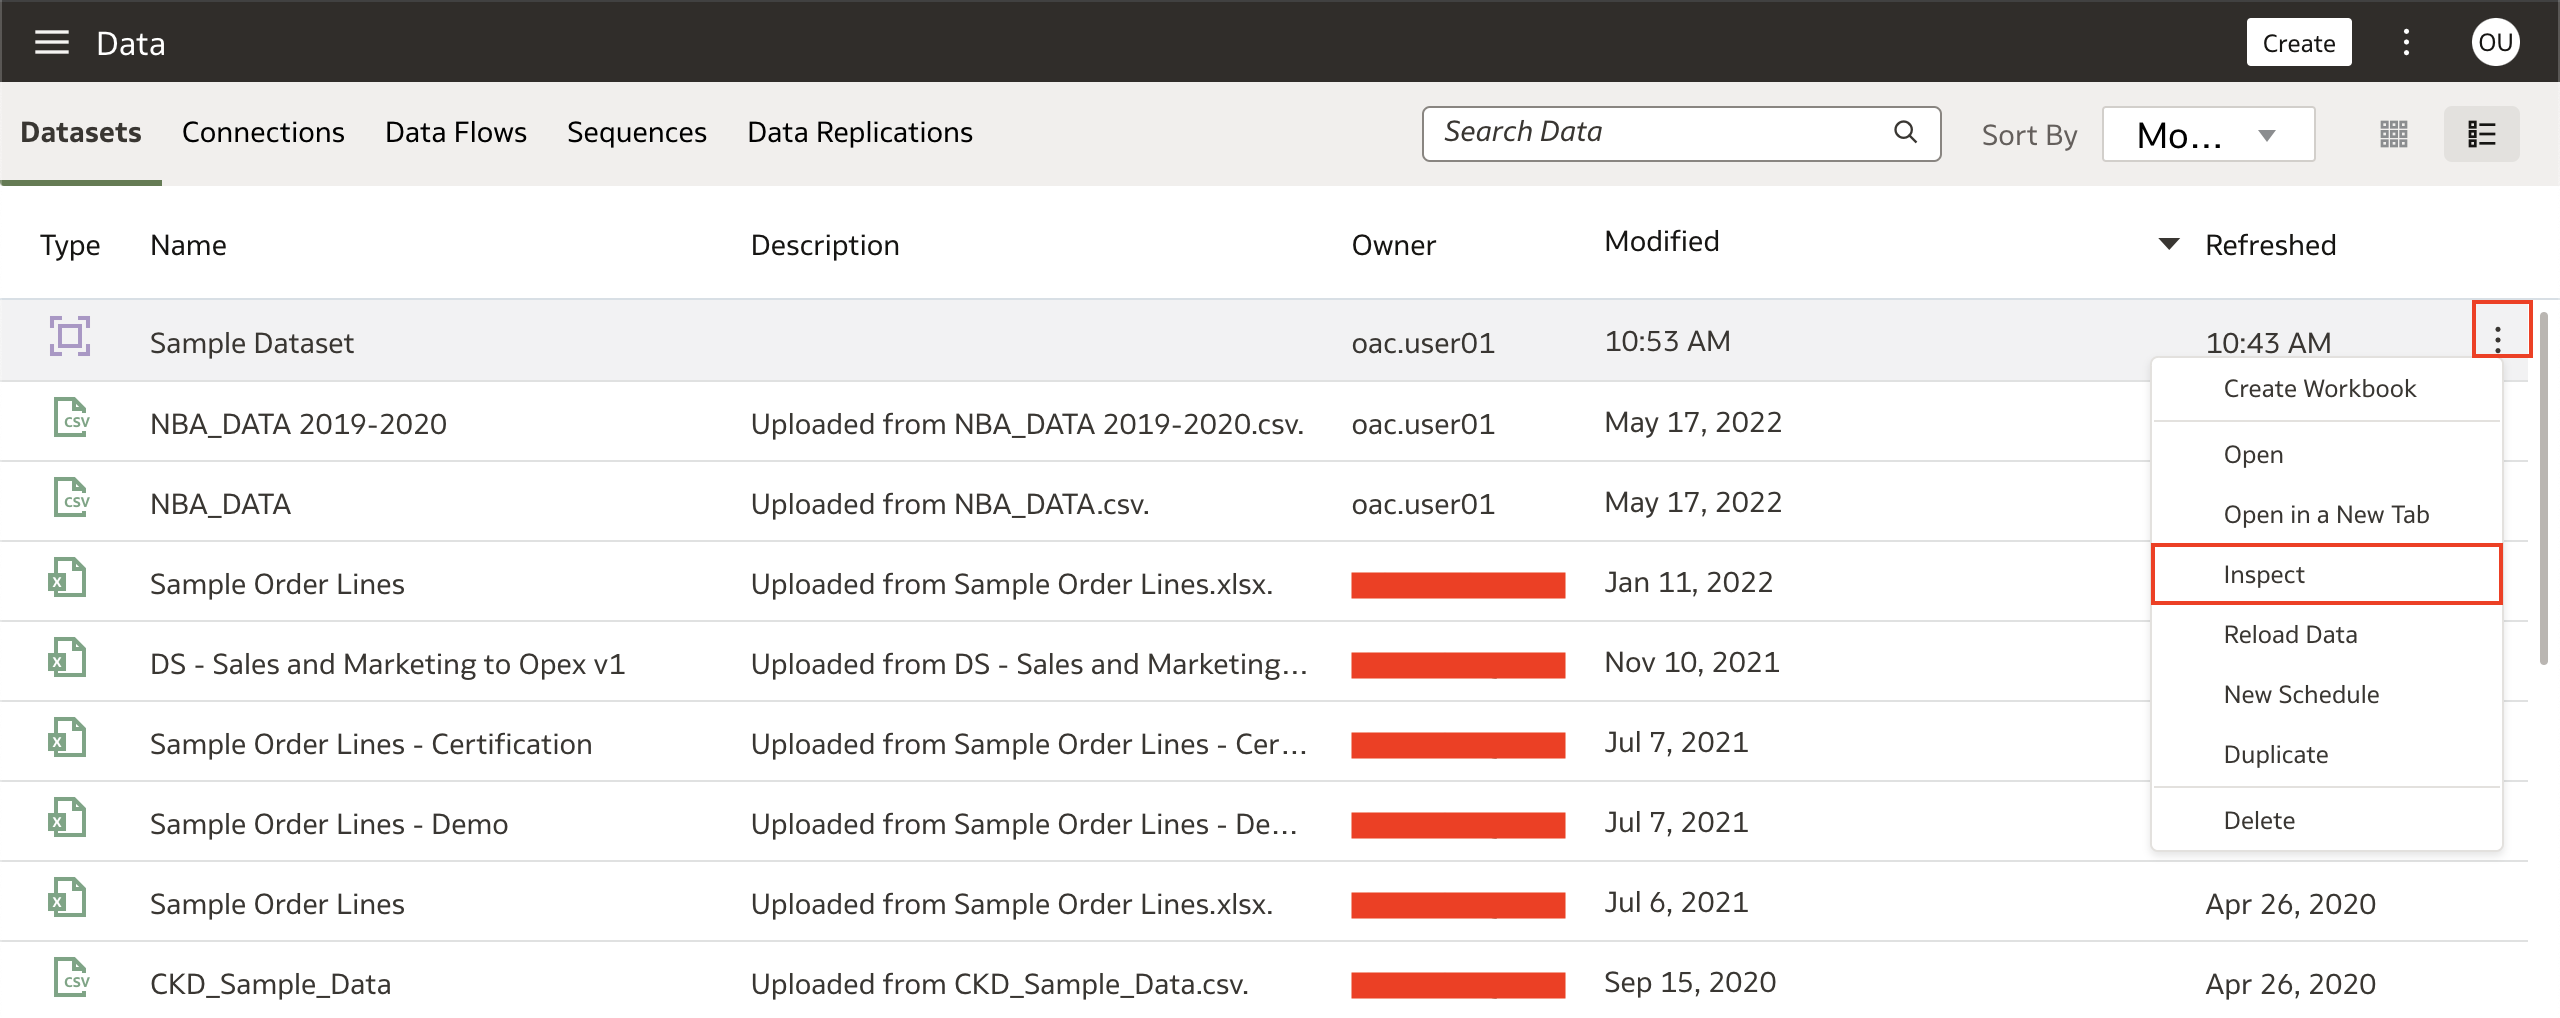 Data
Create
OU
Datasets Connections Data Flows Sequences Data Replications
Search Data
Sort By Mo...
Type Name Description Owner Modified Refreshed
Sample Dataset oac.user01 10:53 AM 10:43 AM
CSV NBA_DATA 2019-2020 Uploaded from NBA_DATA 2019-2020.csv. oac.user01 May 17, 2022
CSV NBA_DATA Uploaded from NBA_DATA.csv. oac.user01 May 17, 2022
X Sample Order Lines Uploaded from Sample Order Lines.xlsx. Jan 11, 2022
X DS - Sales and Marketing to Opex v1 Uploaded from DS - Sales and Marketing... Nov 10, 2021
X Sample Order Lines - Certification Uploaded from Sample Order Lines - Cer... Jul 7, 2021
X Sample Order Lines - Demo Uploaded from Sample Order Lines - De... Jul 7, 2021
X Sample Order Lines Uploaded from Sample Order Lines.xlsx. Jul 6, 2021 Apr 26, 2020
CSV CKD_Sample_Data Uploaded from CKD_Sample_Data.csv. Sep 15, 2020 Apr 26, 2020
Create Workbook
Open
Open in a New Tab
Inspect
Reload Data
New Schedule
Duplicate
Delete